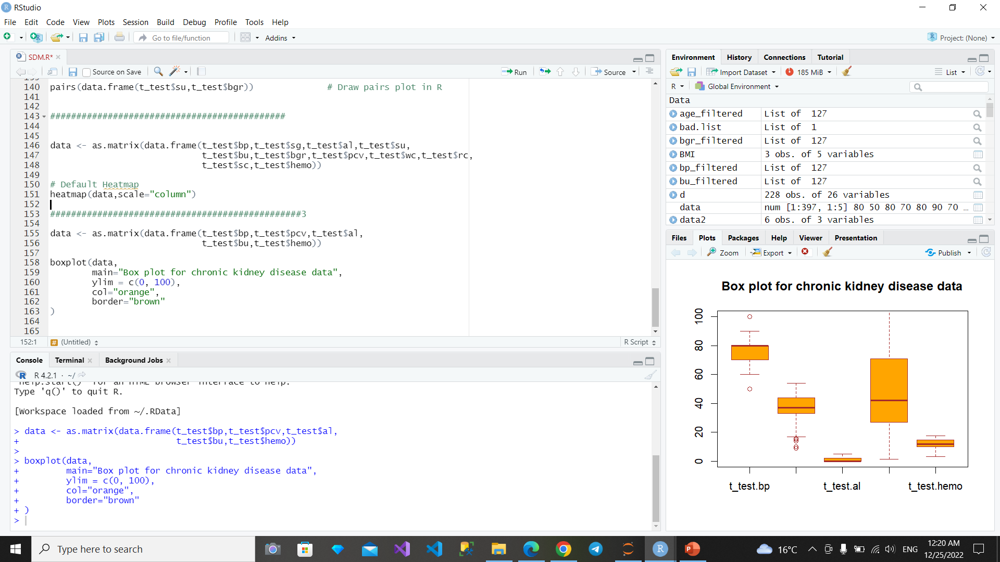 RStudio
File Edit Code View Plots Session Build Debug Profile Tools Help
Go to file/function Addins Project: (None)
SDM.R*
Source on Save Run Source
140 pairs(data.frame(t_test$su,t_test$bgr)) # Draw pairs plot in R
141
142
143 #############################################
144
145
146 data <- as.matrix(data.frame(t_test$bp,t_test$sg,t_test$al,t_test$su,
147 t_test$bu,t_test$bgr,t_test$pcv,t_test$wc,t_test$rc,
148 t_test$sc,t_test$hemo))
149
150 # Default Heatmap
151 heatmap(data,scale="column")
152
153 ################################################3
154
155 data <- as.matrix(data.frame(t_test$bp,t_test$pcv,t_test$al,
156 t_test$bu,t_test$hemo))
157
158 boxplot(data,
159 main="Box plot for chronic kidney disease data",
160 ylim = c(0, 100),
161 col="orange",
162 border="brown"
163 )
164
165
152:1 # (Untitled) R Script
Console Terminal Background Jobs
R 4.2.1 · ~/
'help.start()' for an HTML browser interface to help.
Type 'q()' to quit R.
[Workspace loaded from ~/.RData]
> data <- as.matrix(data.frame(t_test$bp,t_test$pcv,t_test$al,
+ t_test$bu,t_test$hemo))
>
> boxplot(data,
+ main="Box plot for chronic kidney disease data",
+ ylim = c(0, 100),
+ col="orange",
+ border="brown"
+ )
>
Environment History Connections Tutorial
Import Dataset 185 MiB List
R Global Environment
Data
age_filtered List of 127
bad.list List of 1
bgr_filtered List of 127
BMI 3 obs. of 5 variables
bp_filtered List of 127
bu_filtered List of 127
d 228 obs. of 26 variables
data num [1:397, 1:5] 80 50 80 70 80 90 70 ...
data2 6 obs. of 3 variables
Files Plots Packages Help Viewer Presentation
Zoom Export Publish
Box plot for chronic kidney disease data
100
80
60
40
20
0
t_test.bp t_test.al t_test.hemo
Type here to search
16°C ENG
12:20 AM
12/25/2022